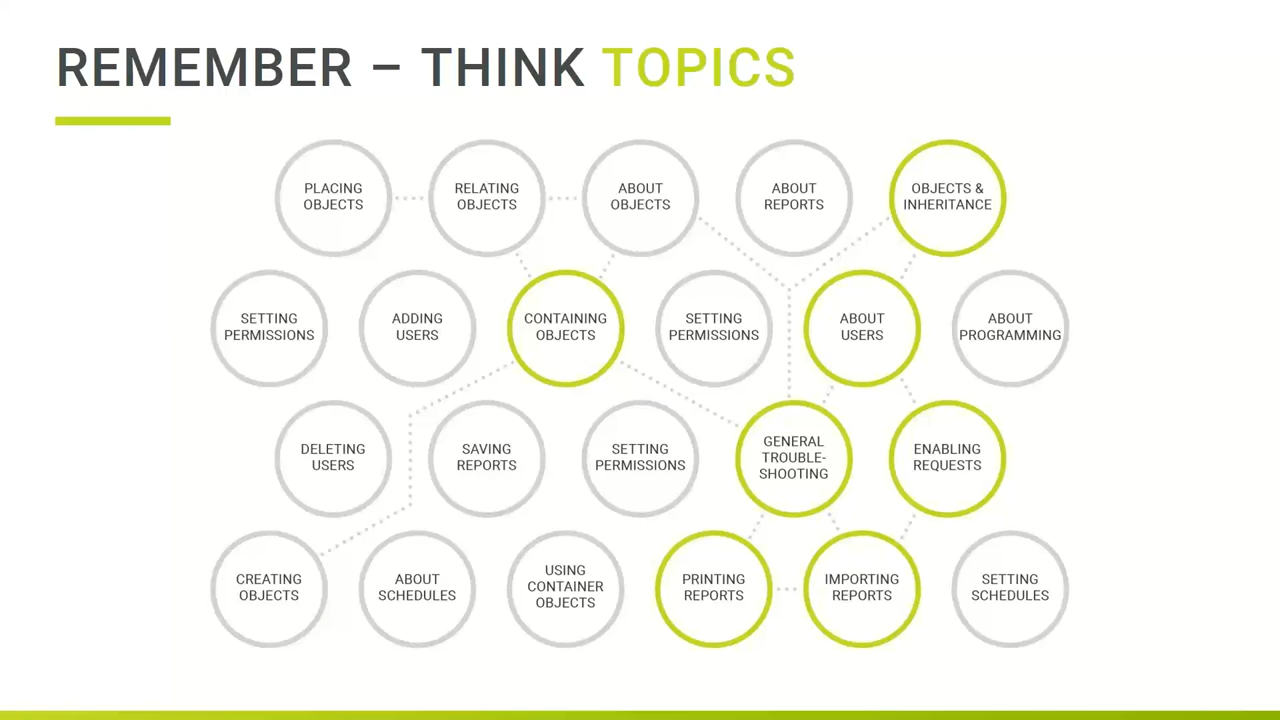 REMEMBER – THINK TOPICS
PLACING
OBJECTS
RELATING
OBJECTS
ABOUT
OBJECTS
ABOUT
REPORTS
OBJECTS &
INHERITANCE
SETTING
PERMISSIONS
ADDING
USERS
CONTAINING
OBJECTS
SETTING
PERMISSIONS
ABOUT
USERS
ABOUT
PROGRAMMING
DELETING
USERS
SAVING
REPORTS
SETTING
PERMISSIONS
GENERAL
TROUBLE-
SHOOTING
ENABLING
REQUESTS
CREATING
OBJECTS
ABOUT
SCHEDULES
USING
CONTAINER
OBJECTS
PRINTING
REPORTS
IMPORTING
REPORTS
SETTING
SCHEDULES